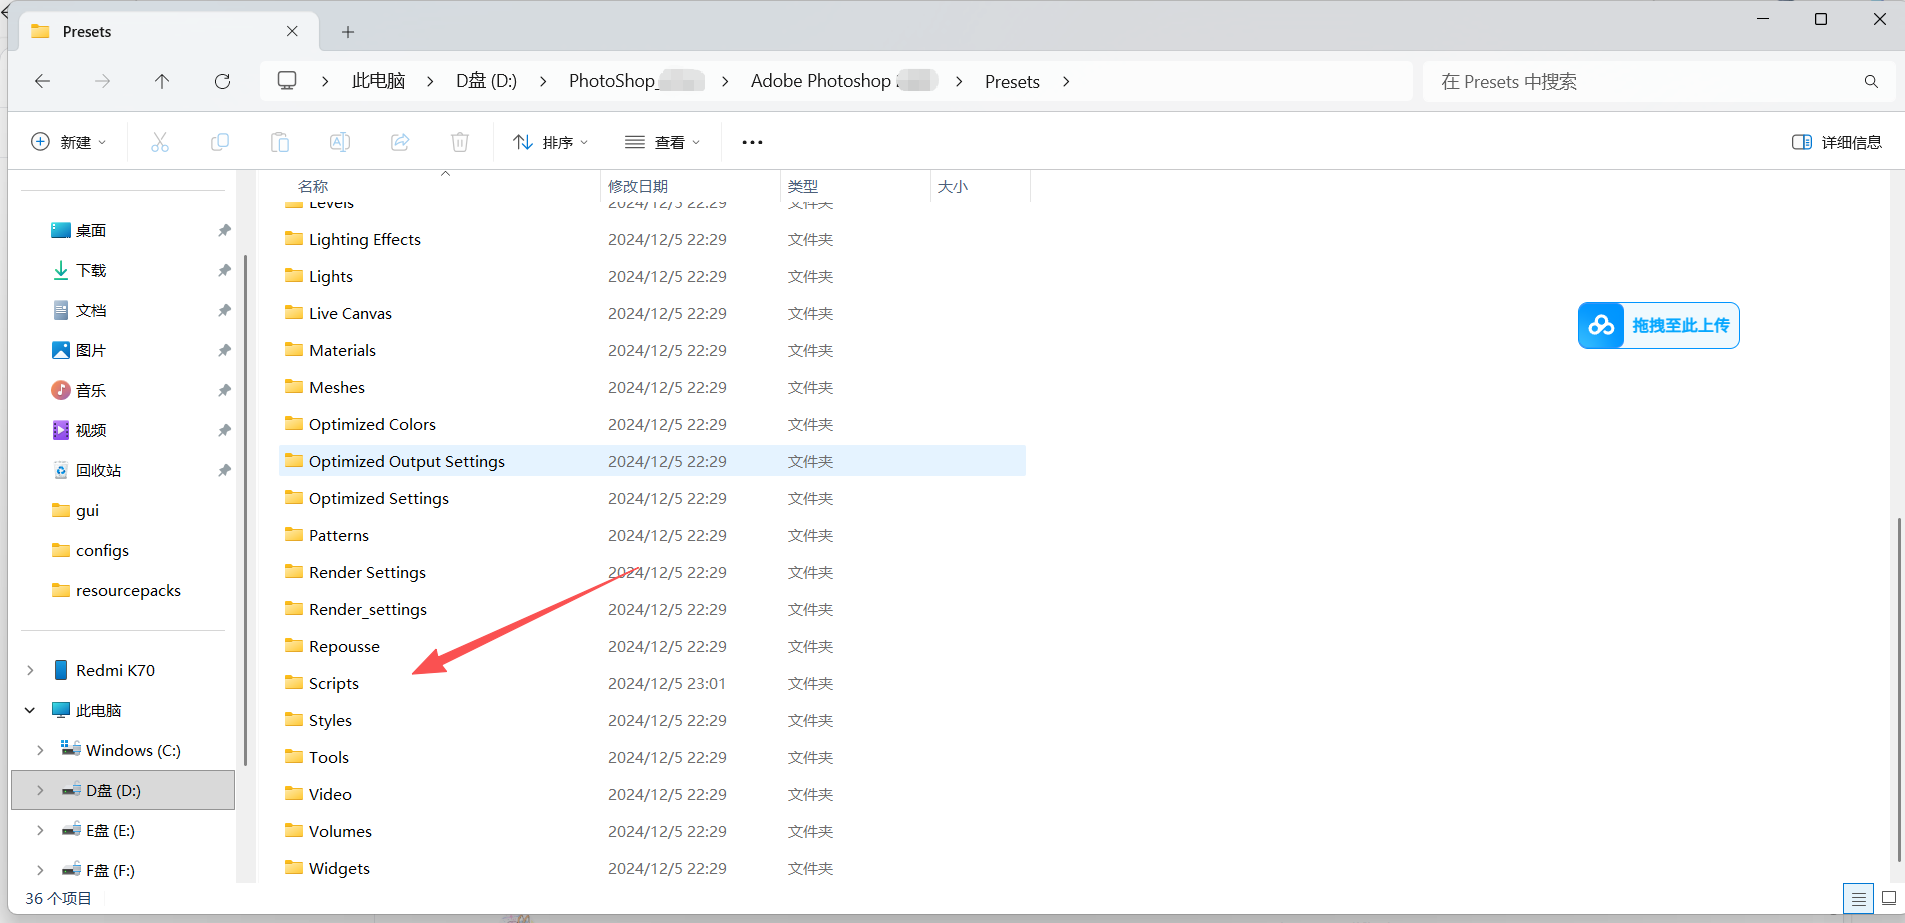 Presets
此电脑 D盘 (D:) PhotoShop_ Adobe Photoshop Presets
在 Presets 中搜索
新建 排序 查看 详细信息
名称 修改日期 类型 大小
桌面
下载
文档
图片
音乐
视频
回收站
gui
configs
resourcepacks
Redmi K70
此电脑
Windows (C:)
D盘 (D:)
E盘 (E:)
F盘 (F:)
Levels 2024/12/5 22:29 文件夹
Lighting Effects 2024/12/5 22:29 文件夹
Lights 2024/12/5 22:29 文件夹
Live Canvas 2024/12/5 22:29 文件夹
Materials 2024/12/5 22:29 文件夹
Meshes 2024/12/5 22:29 文件夹
Optimized Colors 2024/12/5 22:29 文件夹
Optimized Output Settings 2024/12/5 22:29 文件夹
Optimized Settings 2024/12/5 22:29 文件夹
Patterns 2024/12/5 22:29 文件夹
Render Settings 2024/12/5 22:29 文件夹
Render_settings 2024/12/5 22:29 文件夹
Repousse 2024/12/5 22:29 文件夹
Scripts 2024/12/5 23:01 文件夹
Styles 2024/12/5 22:29 文件夹
Tools 2024/12/5 22:29 文件夹
Video 2024/12/5 22:29 文件夹
Volumes 2024/12/5 22:29 文件夹
Widgets 2024/12/5 22:29 文件夹
拖拽至此上传
36 个项目